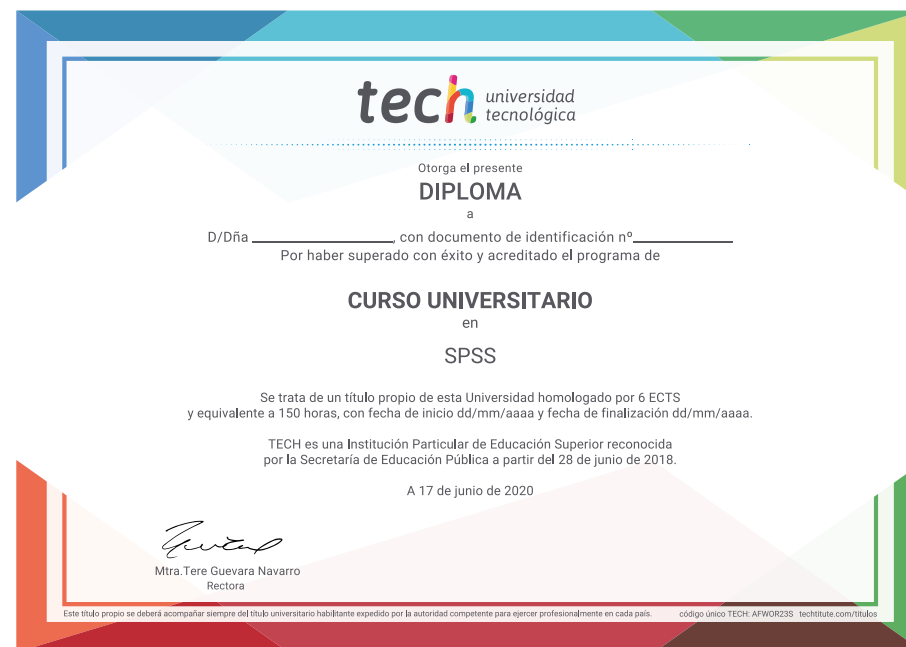 tech universidad
tecnológica
Otorga el presente
DIPLOMA
a
D/Dña ____________________, con documento de identificación nº______________
Por haber superado con éxito y acreditado el programa de
CURSO UNIVERSITARIO
en
SPSS
Se trata de un título propio de esta Universidad homologado por 6 ECTS
y equivalente a 150 horas, con fecha de inicio dd/mm/aaaa y fecha de finalización dd/mm/aaaa.
TECH es una Institución Particular de Educación Superior reconocida
por la Secretaría de Educación Pública a partir del 28 de junio de 2018.
A 17 de junio de 2020
Mtra.Tere Guevara Navarro
Rectora
Este título propio se deberá acompañar siempre del título universitario habilitante expedido por la autoridad competente para ejercer profesionalmente en cada país. código único TECH: AFWOR23S techtitute.com/titulos